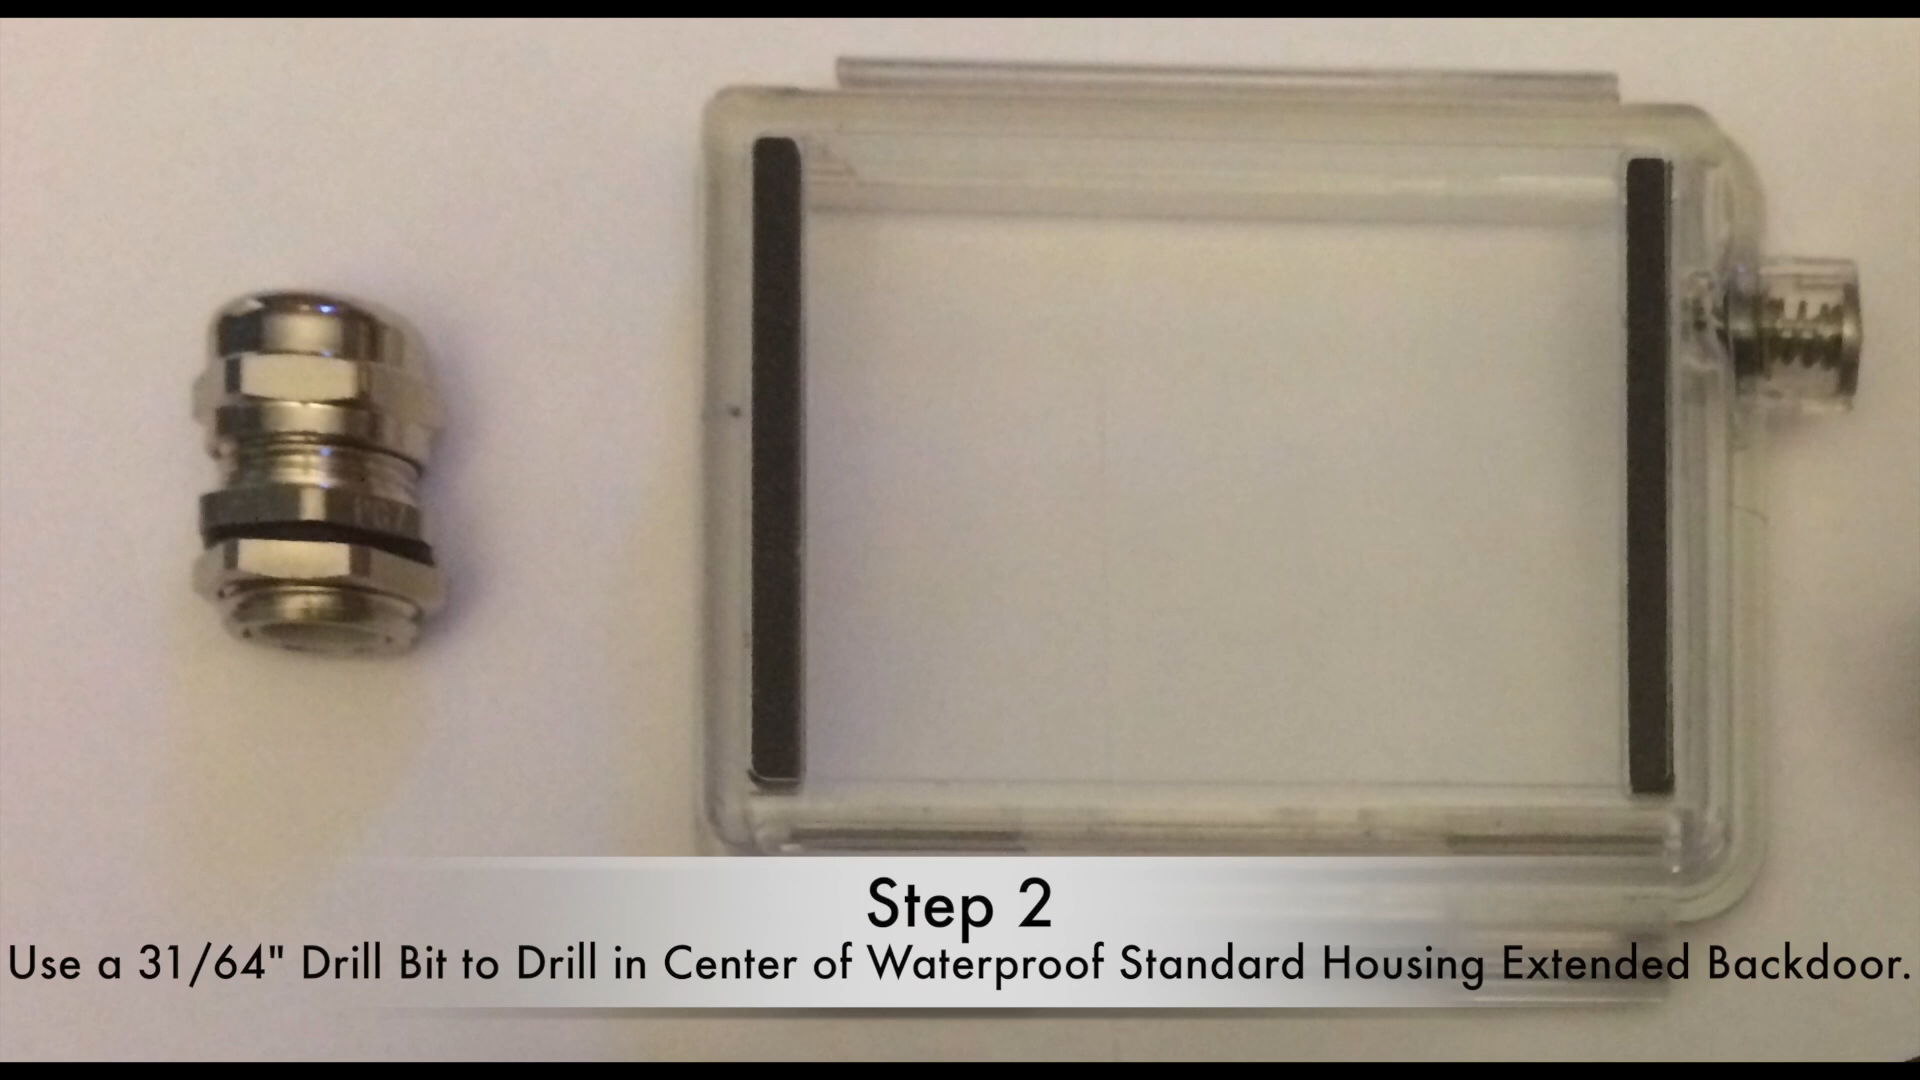 Step 2
Use a 31/64" Drill Bit to Drill in Center of Waterproof Standard Housing Extended Backdoor.